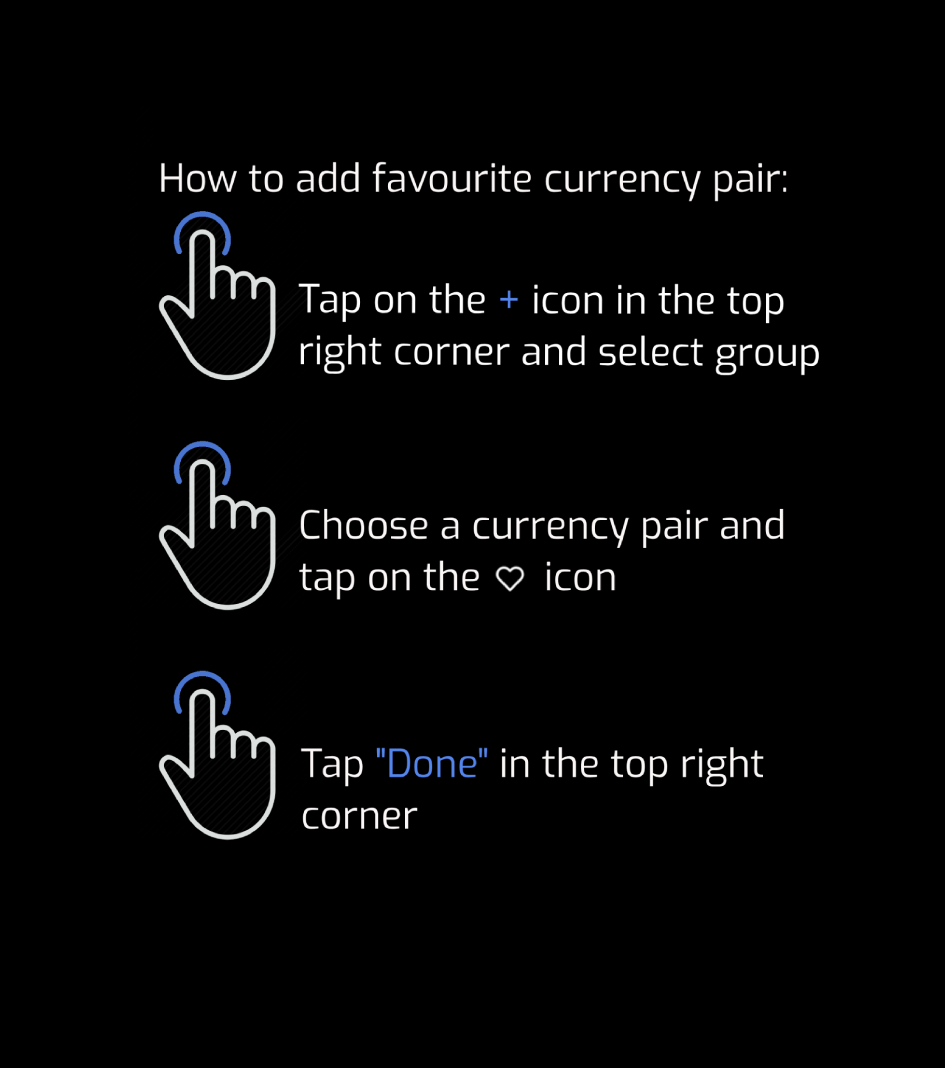 How to add favourite currency pair:
Tap on the + icon in the top
right corner and select group
Choose a currency pair and
tap on the ♡ icon
Tap "Done" in the top right
corner